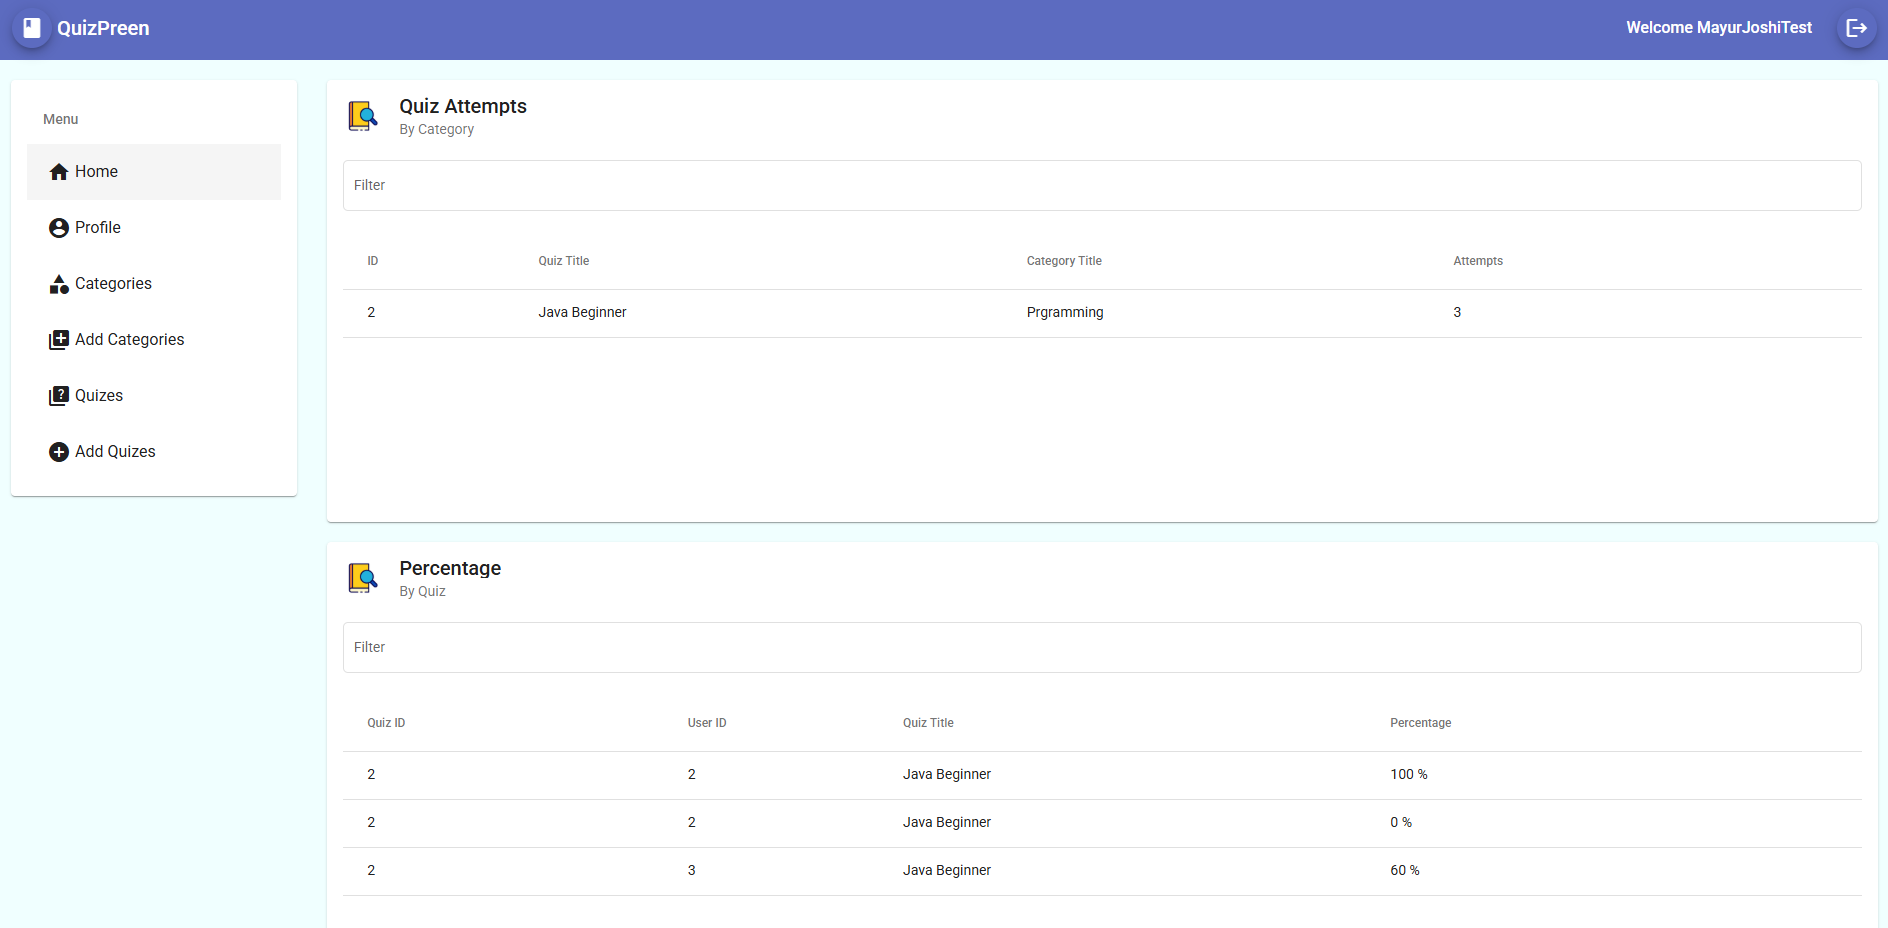 QuizPreen
Welcome MayurJoshiTest
Menu
Home
Profile
Categories
Add Categories
Quizes
Add Quizes
Quiz Attempts
By Category
Filter
ID Quiz Title Category Title Attempts
2 Java Beginner Prgramming 3
Percentage
By Quiz
Filter
Quiz ID User ID Quiz Title Percentage
2 2 Java Beginner 100 %
2 2 Java Beginner 0 %
2 3 Java Beginner 60 %